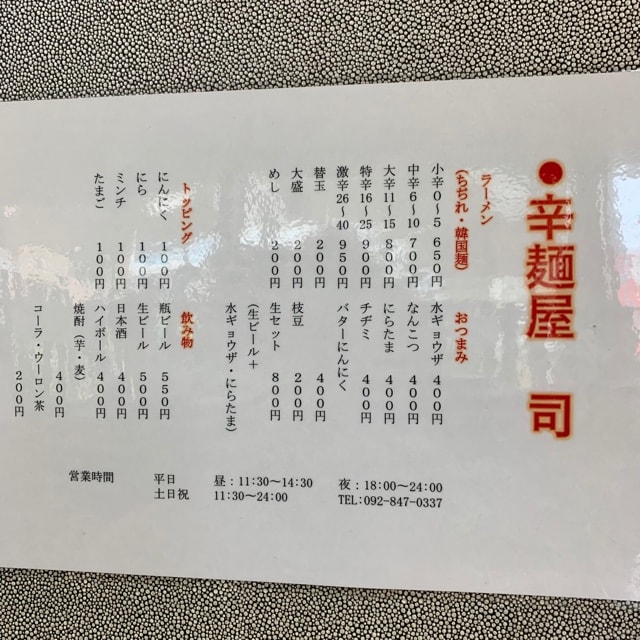 ●辛麺屋　司
ラーメン
（ちぢれ・韓国麺）
小辛0～5　650円
中辛6～10　700円
大辛11～15　800円
特辛16～25　900円
激辛26～40　950円
替玉　200円
大盛　200円
めし　200円
おつまみ
水ギョウザ　400円
なんこつ　400円
にらたま　400円
チヂミ　400円
バターにんにく
400円
枝豆　200円
生セット　800円
（生ビール＋
水ギョウザ・にらたま）
トッピング
にんにく　100円
にら　100円
ミンチ　100円
たまご　100円
飲み物
瓶ビール　550円
生ビール　500円
日本酒　400円
ハイボール　400円
焼酎（芋・麦）
400円
コーラ・ウーロン茶
200円
営業時間　平日　昼：11:30～14:30　夜：18:00～24:00
土日祝　11:30～24:00　TEL:092-847-0337